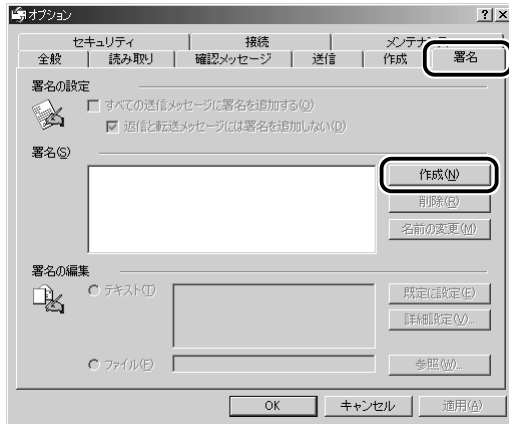 オプション
セキュリティ 接続 メンテナンス
全般 読み取り 確認メッセージ 送信 作成 署名
署名の設定
すべての送信メッセージに署名を追加する(O)
返信と転送メッセージには署名を追加しない(D)
署名(S)
作成(N)
削除(R)
名前の変更(M)
署名の編集
テキスト(T)
既定に設定(E)
詳細設定(V)...
ファイル(F)
参照(W)...
OK キャンセル 適用(A)